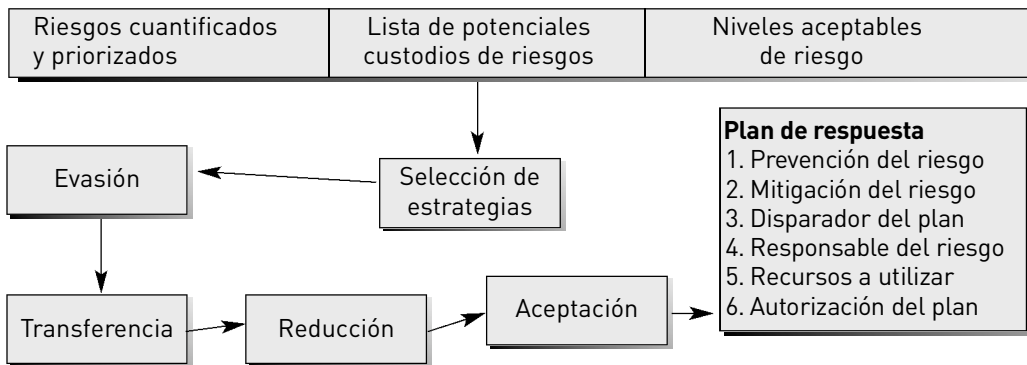 Riesgos cuantificados
y priorizados
Lista de potenciales
custodios de riesgos
Niveles aceptables
de riesgo
Evasión
Selección de
estrategias
Transferencia
Reducción
Aceptación
Plan de respuesta
1. Prevención del riesgo
2. Mitigación del riesgo
3. Disparador del plan
4. Responsable del riesgo
5. Recursos a utilizar
6. Autorización del plan